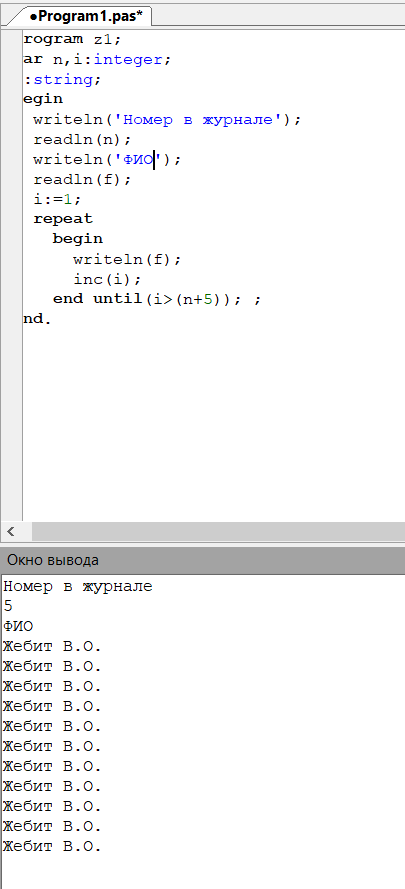 ●Program1.pas*
rogram z1;
ar n,i:integer;
:string;
egin
writeln('Номер в журнале');
readln(n);
writeln('ФИО');
readln(f);
i:=1;
repeat
begin
writeln(f);
inc(i);
end until(i>(n+5)); ;
nd.
Окно вывода
Номер в журнале
5
ФИО
Жебит В.О.
Жебит В.О.
Жебит В.О.
Жебит В.О.
Жебит В.О.
Жебит В.О.
Жебит В.О.
Жебит В.О.
Жебит В.О.
Жебит В.О.
Жебит В.О.